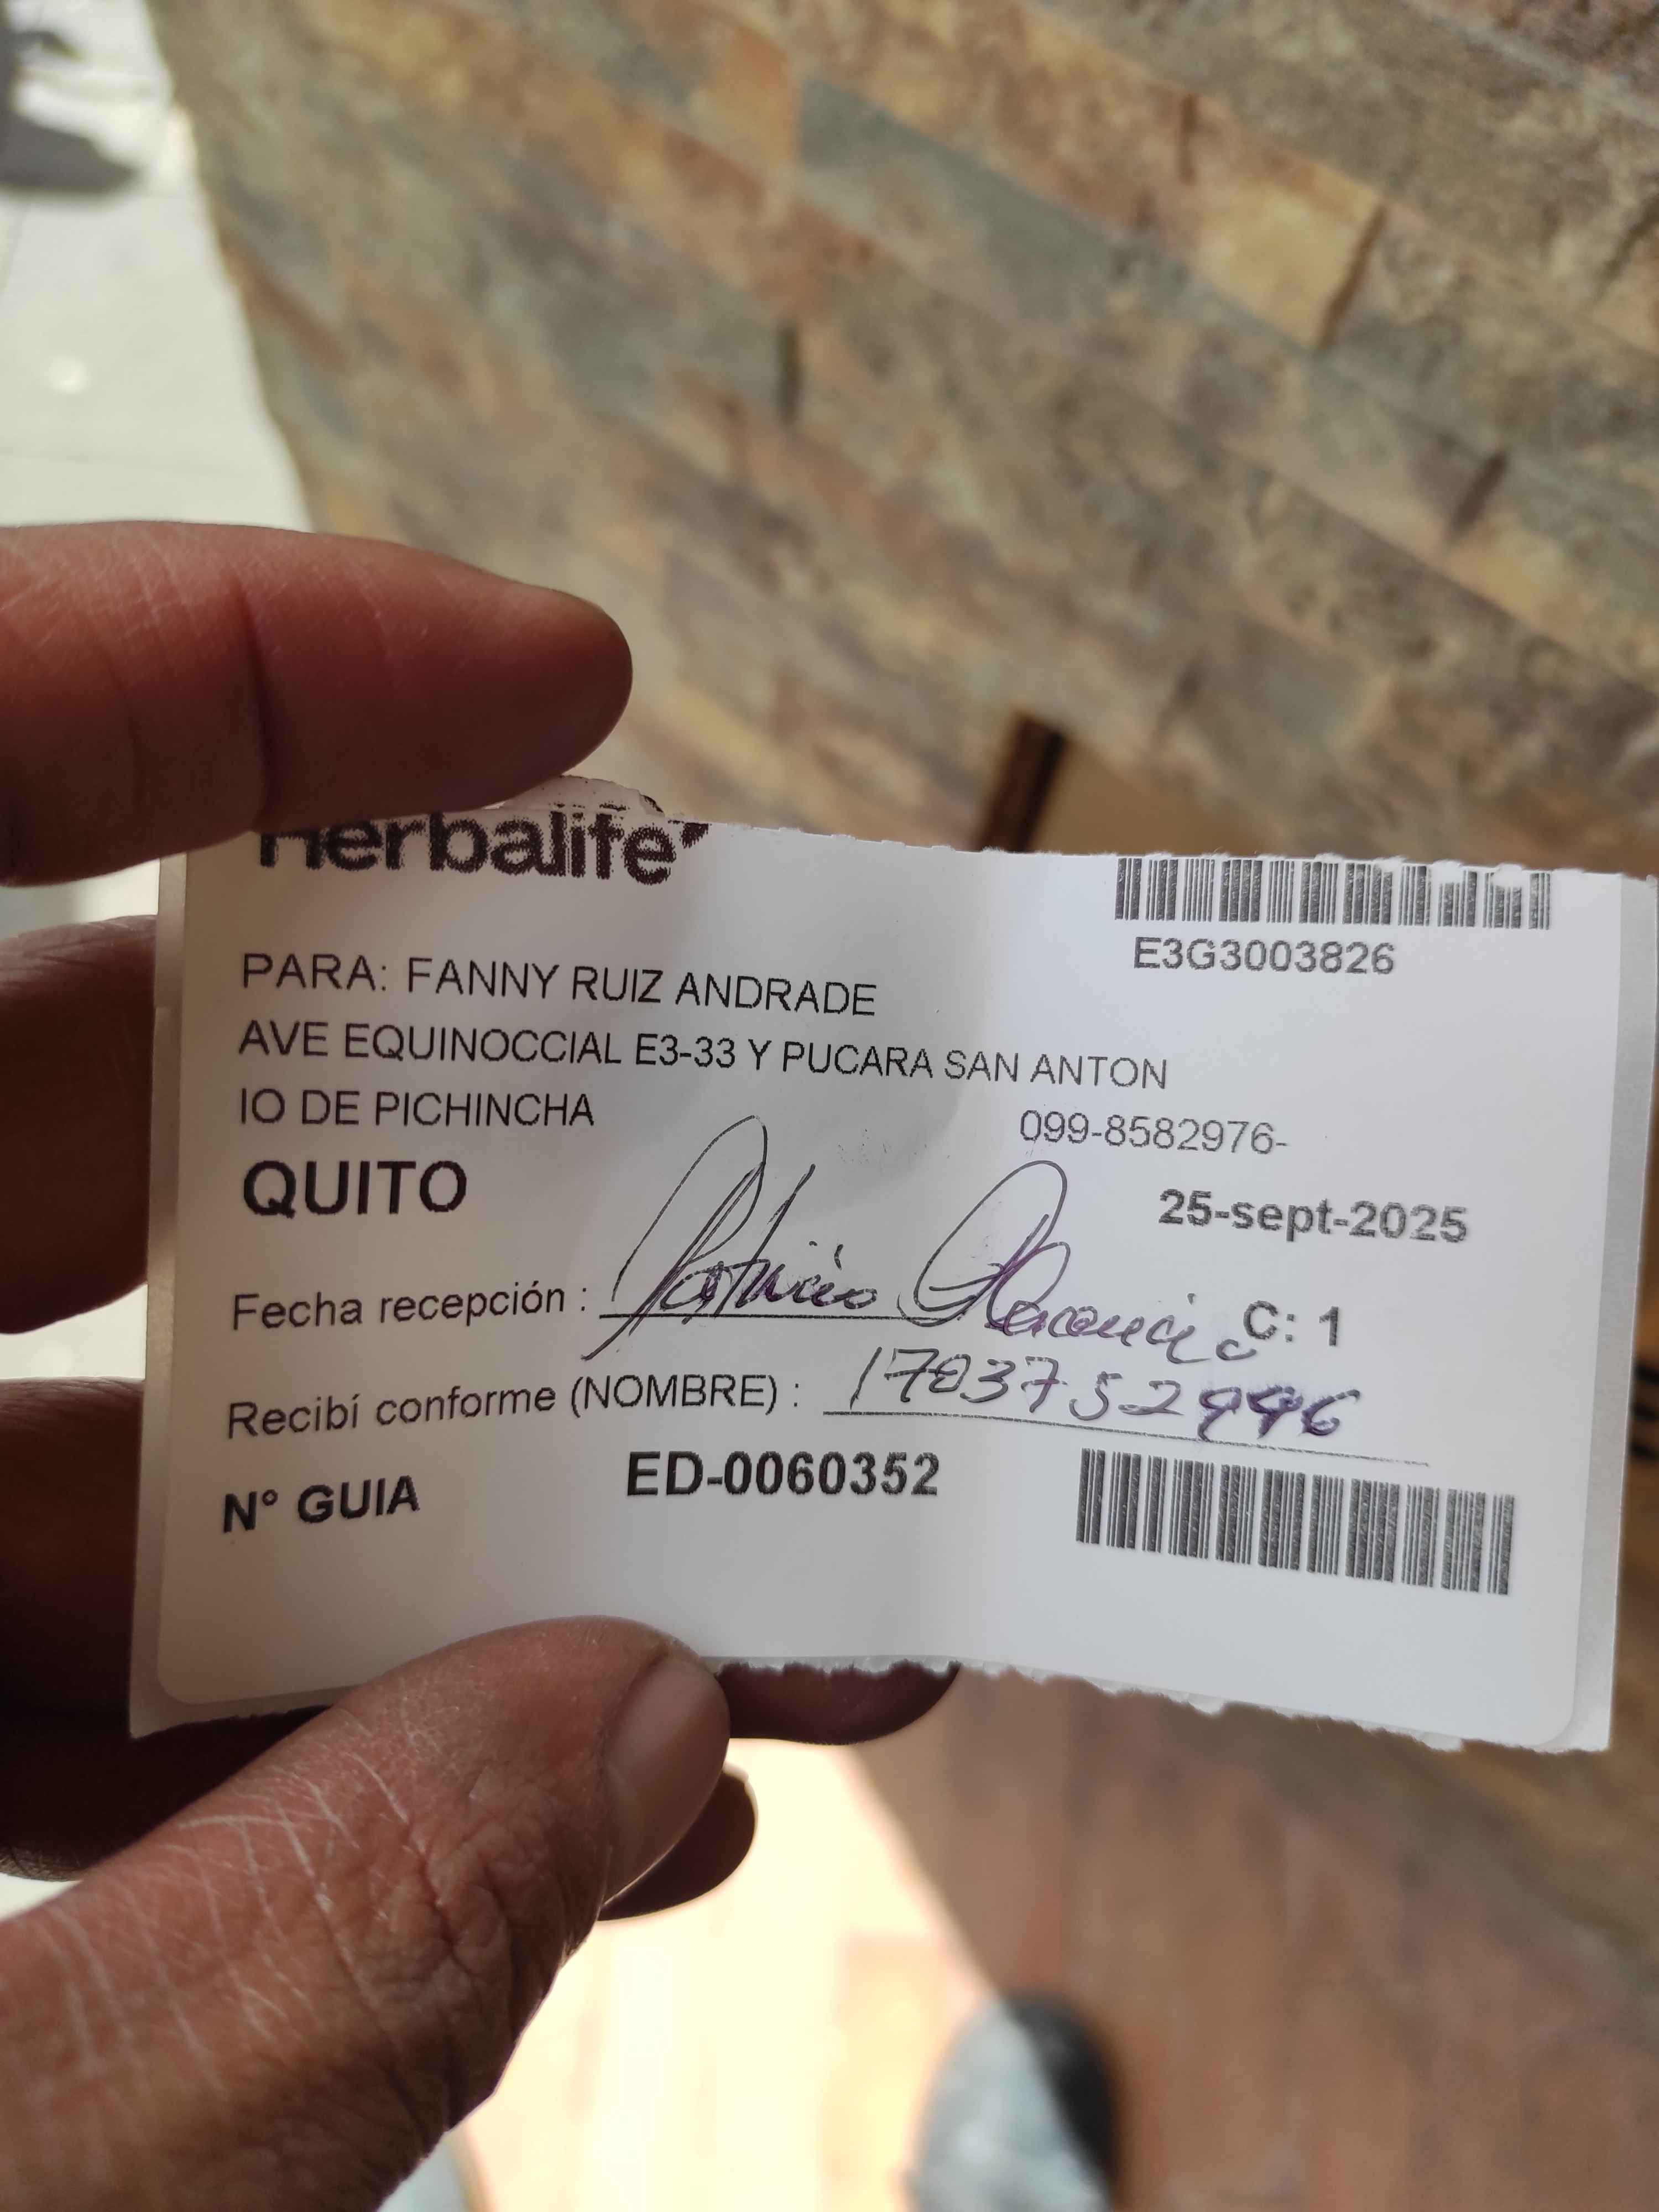 Herbalife
E3G3003826
PARA: FANNY RUIZ ANDRADE
AVE EQUINOCCIAL E3-33 Y PUCARA SAN ANTON
IO DE PICHINCHA
099-8582976-
QUITO
25-sept-2025
Fecha recepción : Patricio
C: 1
Recibí conforme (NOMBRE) :
N° GUIA ED-0060352